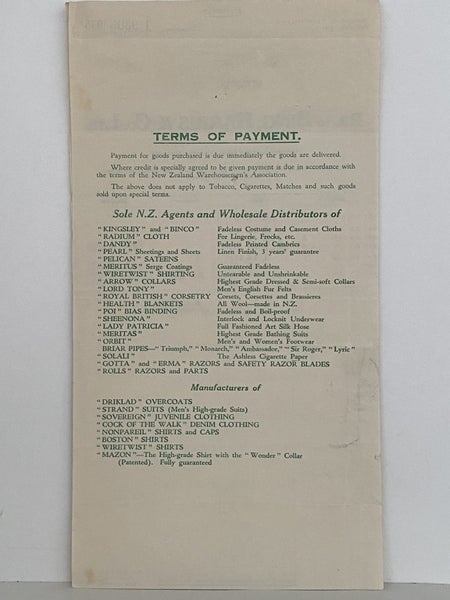 TERMS OF PAYMENT.
Payment for goods purchased is due immediately the goods are delivered.
Where credit is specially agreed to be given payment is due in accordance with
the terms of the New Zealand Warehousemen's Association.
The above does not apply to Tobacco, Cigarettes, Matches and such goods
sold upon special terms.
Sole N.Z. Agents and Wholesale Distributors of
"KINGSLEY" and "BINCO" Fadeless Costume and Casement Cloths
"RADIUM" CLOTH For Lingerie, Frocks, etc.
"DANDY" Fadeless Printed Cambrics
"PEARL" Sheetings and Sheets Linen Finish, 3 years' guarantee
"PELICAN" SATEENS
"MERITUS" Serge Coatings Guaranteed Fadeless
"WIRETWIST" SHIRTING Untearable and Unshrinkable
"ARROW" COLLARS Highest Grade Dressed & Semi-soft Collars
"LORD TONY" Men's English Fur Felts
"ROYAL BRITISH" CORSETRY Corsets, Corsettes and Brassieres
"HEALTH" BLANKETS All Wool—made in N.Z.
"POI" BIAS BINDING Fadeless and Boil-proof
"SHEENONA" Interlock and Locknit Underwear
"LADY PATRICIA" Full Fashioned Art Silk Hose
"MERITAS" Highest Grade Bathing Suits
"ORBIT" Men's and Women's Footwear
BRIAR PIPES—"Triumph," "Monarch," "Ambassador," "Sir Roger," "Lyric"
"SOLALI" The Ashless Cigarette Paper
"GOTTA" and "ERMA" RAZORS and SAFETY RAZOR BLADES
"ROLLS" RAZORS and PARTS
Manufacturers of
"DRIKLAD" OVERCOATS
"STRAND" SUITS (Men's High-grade Suits)
"SOVEREIGN" JUVENILE CLOTHING
"COCK OF THE WALK" DENIM CLOTHING
"NONPAREIL" SHIRTS and CAPS
"BOSTON" SHIRTS
"WIRETWIST" SHIRTS
"MAZON"—The High-grade Shirt with the "Wonder" Collar
(Patented). Fully guaranteed